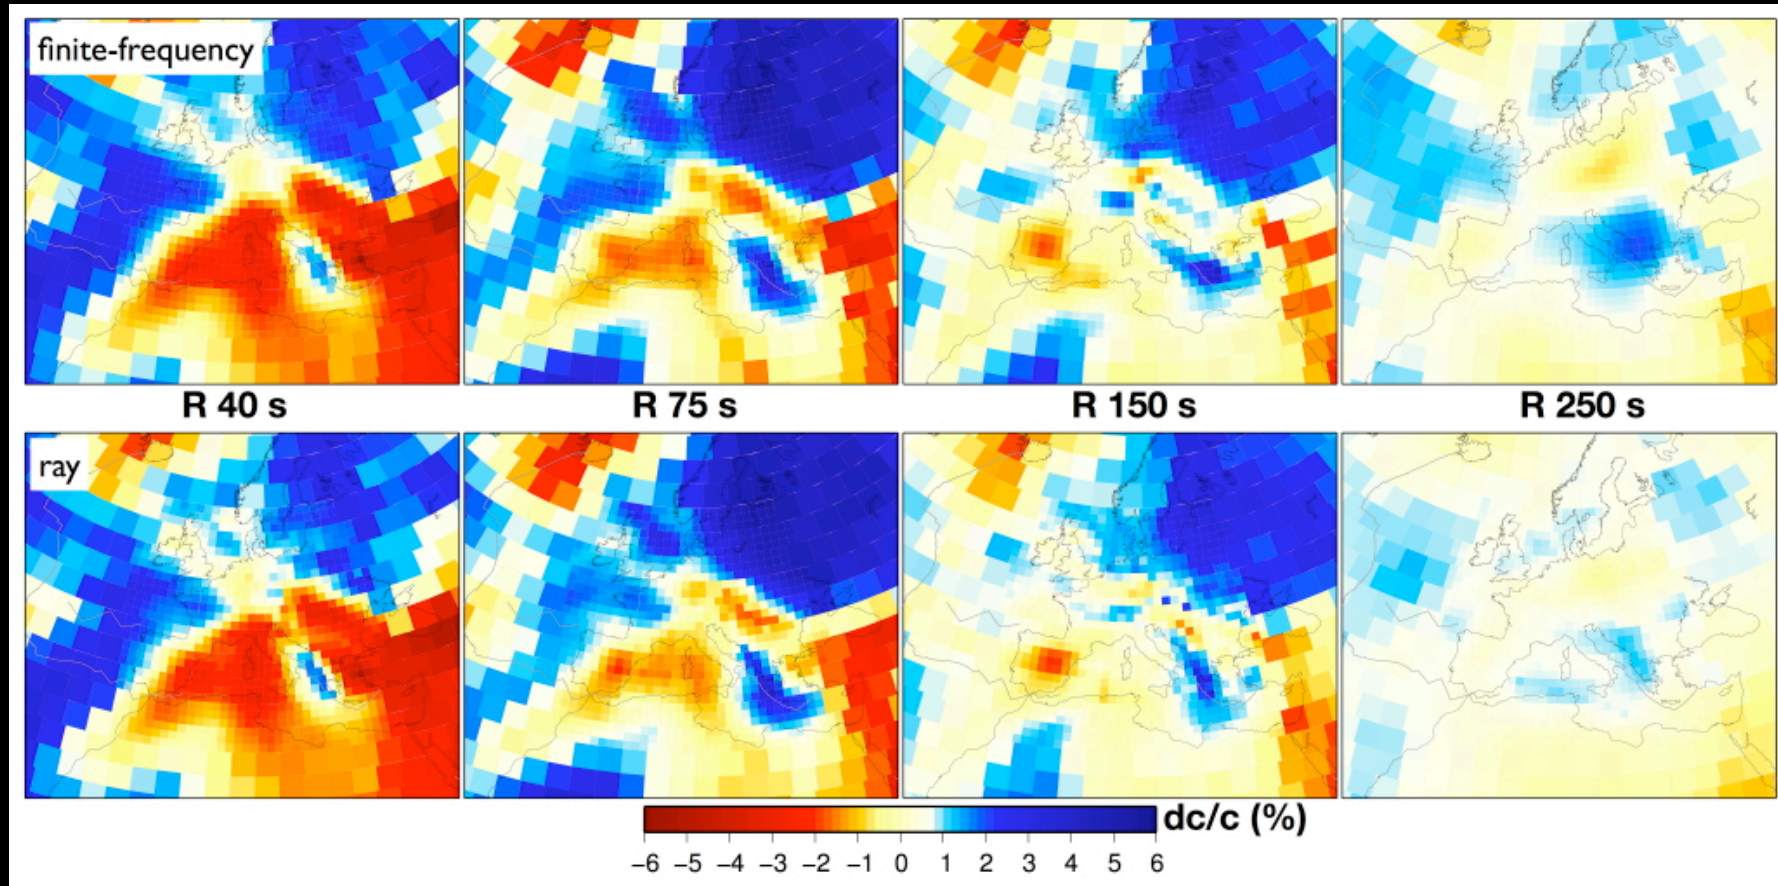 finite-frequency
R 40 s
R 75 s
R 150 s
R 250 s
ray
dc/c (%)
−6 −5 −4 −3 −2 −1 0 1 2 3 4 5 6